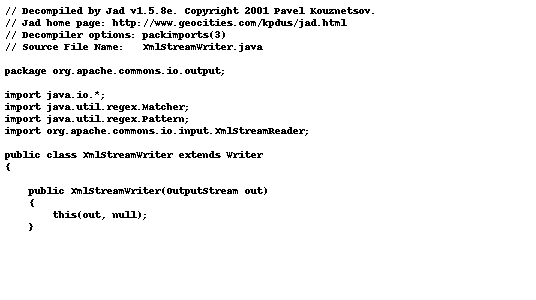 // Decompiled by Jad v1.5.8e. Copyright 2001 Pavel Kouznetsov.
// Jad home page: http://www.geocities.com/kpdus/jad.html
// Decompiler options: packimports(3)
// Source File Name:   XmlStreamWriter.java

package org.apache.commons.io.output;

import java.io.*;
import java.util.regex.Matcher;
import java.util.regex.Pattern;
import org.apache.commons.io.input.XmlStreamReader;

public class XmlStreamWriter extends Writer
{

    public XmlStreamWriter(OutputStream out)
    {
        this(out, null);
    }